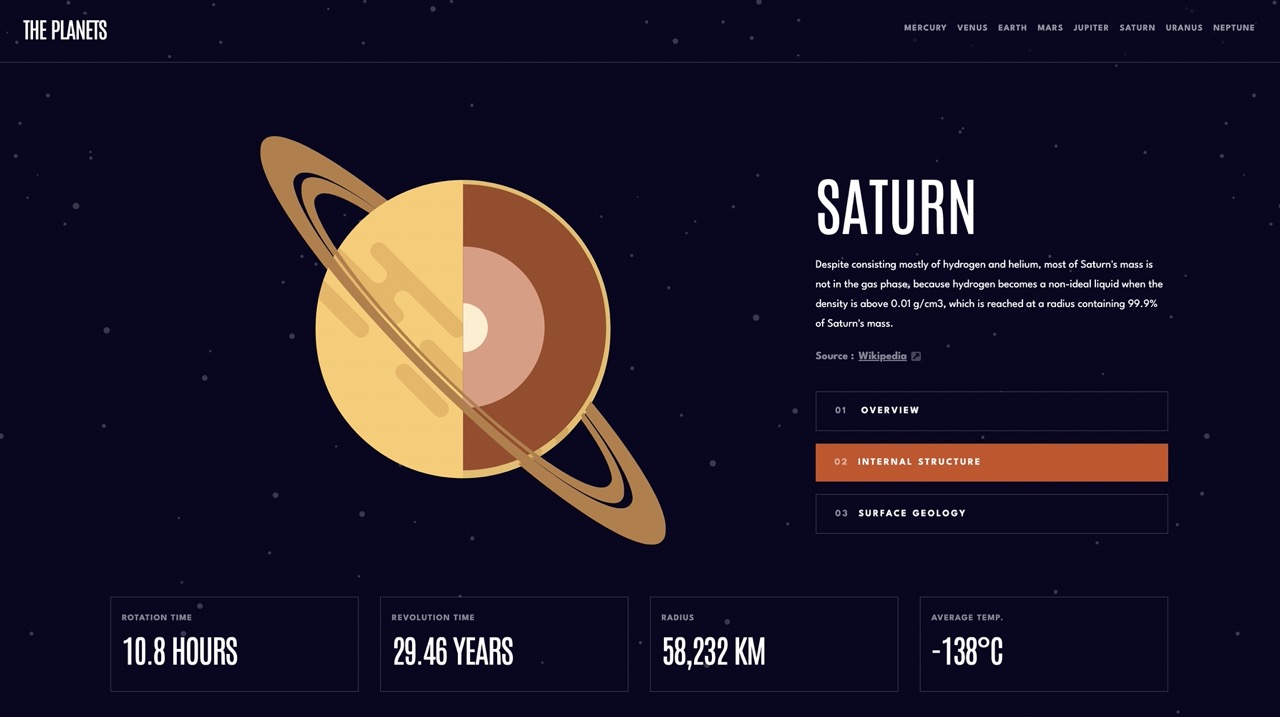 THE PLANETS
MERCURY VENUS EARTH MARS JUPITER SATURN URANUS NEPTUNE
SATURN
Despite consisting mostly of hydrogen and helium, most of Saturn's mass is
not in the gas phase, because hydrogen becomes a non-ideal liquid when the
density is above 0.01 g/cm3, which is reached at a radius containing 99.9%
of Saturn's mass.
Source : Wikipedia
01 OVERVIEW
02 INTERNAL STRUCTURE
03 SURFACE GEOLOGY
ROTATION TIME
10.8 HOURS
REVOLUTION TIME
29.46 YEARS
RADIUS
58,232 KM
AVERAGE TEMP.
-138°C